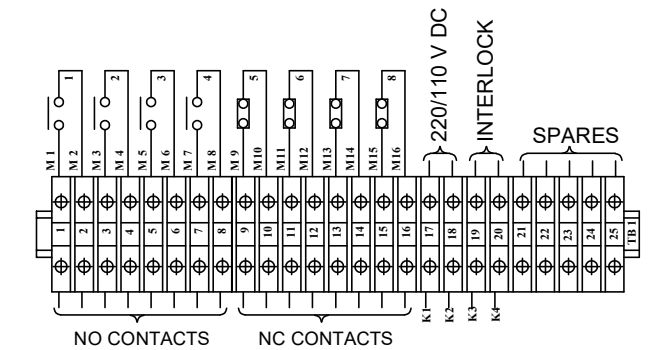 220/110 V DC
INTERLOCK
SPARES
1 2 3 4 5 6 7 8
M 1 M 2 M 3 M 4 M 5 M 6 M 7 M 8 M 9 M10 M11 M12 M13 M14 M15 M16
1 2 3 4 5 6 7 8 9 10 11 12 13 14 15 16 17 18 19 20 21 22 23 24 25 TB 1
K1 K2 K3 K4
NO CONTACTS NC CONTACTS